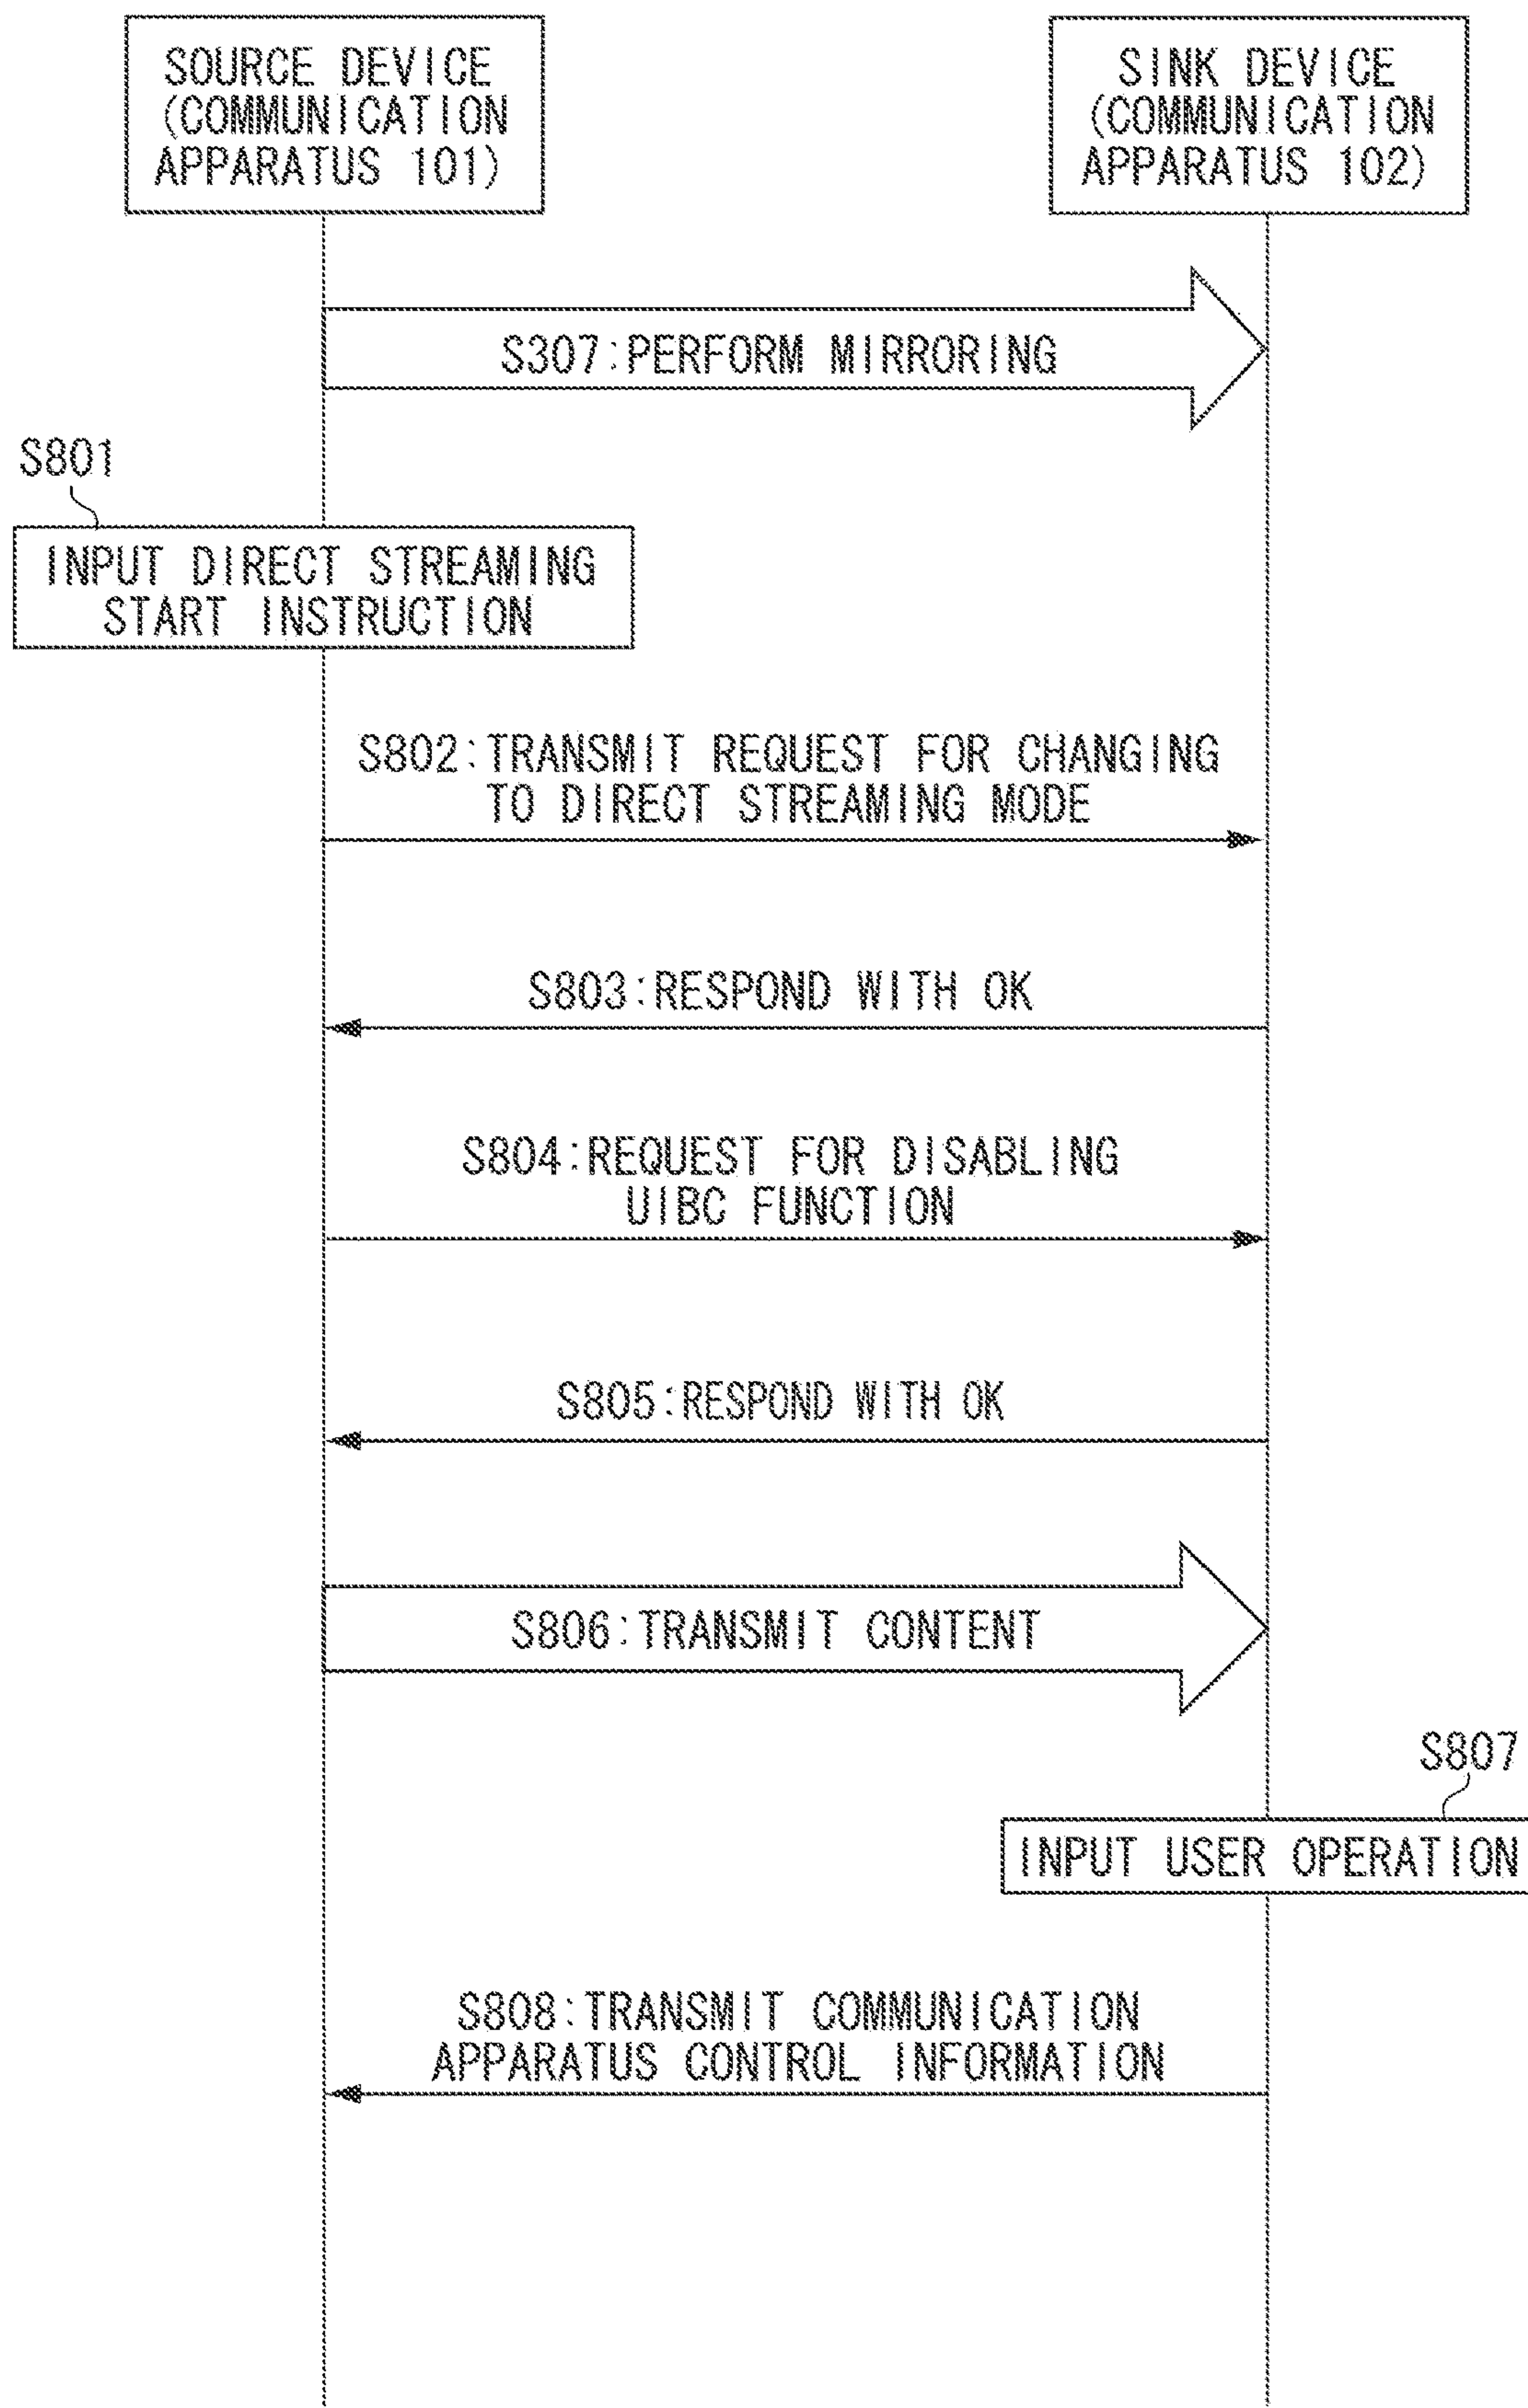 SOURCE DEVICE
(COMMUNICATION
APPARATUS 101)
SINK DEVICE
(COMMUNICATION
APPARATUS 102)
S307:PERFORM MIRRORING
S801
INPUT DIRECT STREAMING
START INSTRUCTION
S802:TRANSMIT REQUEST FOR CHANGING
TO DIRECT STREAMING MODE
S803:RESPOND WITH OK
S804:REQUEST FOR DISABLING
UIBC FUNCTION
S805:RESPOND WITH OK
S806:TRANSMIT CONTENT
S807
INPUT USER OPERATION
S808:TRANSMIT COMMUNICATION
APPARATUS CONTROL INFORMATION